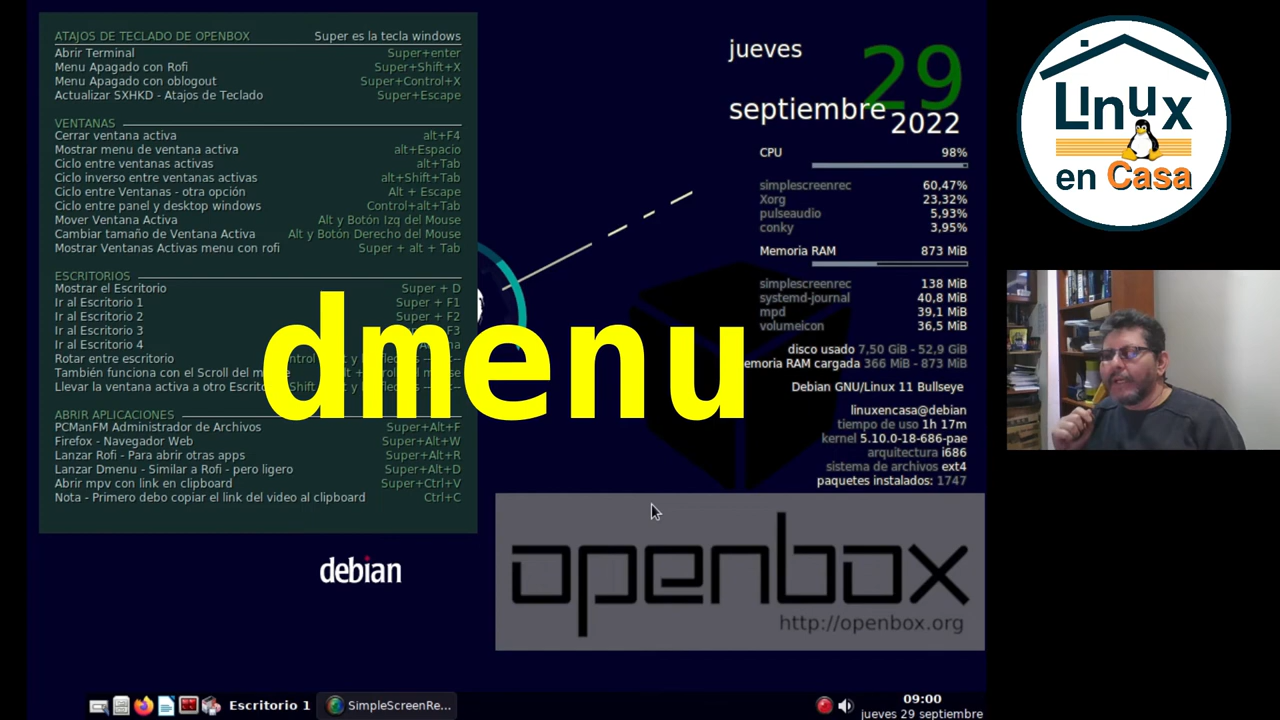 ATAJOS DE TECLADO DE OPENBOX Super es la tecla windows
Abrir Terminal Super+enter
Menu Apagado con Rofi Super+Shift+X
Menu Apagado con oblogout Super+Control+X
Actualizar SXHKD - Atajos de Teclado Super+Escape
VENTANAS
Cerrar ventana activa alt+F4
Mostrar menu de ventana activa alt+Espacio
Ciclo entre ventanas activas alt+Tab
Ciclo inverso entre ventanas activas alt+Shift+Tab
Ciclo entre Ventanas - otra opción Alt + Escape
Ciclo entre panel y desktop windows Control+alt+Tab
Mover Ventana Activa Alt y Botón Izq del Mouse
Cambiar tamaño de Ventana Activa Alt y Botón Derecho del Mouse
Mostrar Ventanas Activas menu con rofi Super + alt + Tab
ESCRITORIOS
Mostrar el Escritorio Super + D
Ir al Escritorio 1 Super + F1
Ir al Escritorio 2 Super + F2
Ir al Escritorio 3 F3
Ir al Escritorio 4
Rotar entre escritorio
También funciona con el Scroll del
Llevar la ventana activa a otro
ABRIR APLICACIONES
PCManFM Administrador de Archivos Super+Alt+F
Firefox - Navegador Web Super+Alt+W
Lanzar Rofi - Para abrir otras apps Super+Alt+R
Lanzar Dmenu - Similar a Rofi - pero ligero Super+Alt+D
Abrir mpv con link en clipboard Super+Ctrl+V
Nota - Primero debo copiar el link del video al clipboard Ctrl+C
dmenu
debian
jueves 29
septiembre 2022
CPU 98%
simplescreenrec 60,47%
Xorg 23,32%
pulseaudio 5,93%
conky 3,95%
Memoria RAM 873 MiB
simplescreenrec 138 MiB
systemd-journal 40,8 MiB
mpd 39,1 MiB
volumeicon 36,5 MiB
disco usado 7,50 GiB - 52,9 GiB
emoria RAM cargada 366 MiB - 873 MiB
Debian GNU/Linux 11 Bullseye
linuxencasa@debian
tiempo de uso 1h 17m
kernel 5.10.0-18-686-pae
arquitectura i686
sistema de archivos ext4
paquetes instalados: 1747
openbox
http://openbox.org
Escritorio 1 SimpleScreenRe...
09:00
jueves 29 septiembre
Linux
en Casa